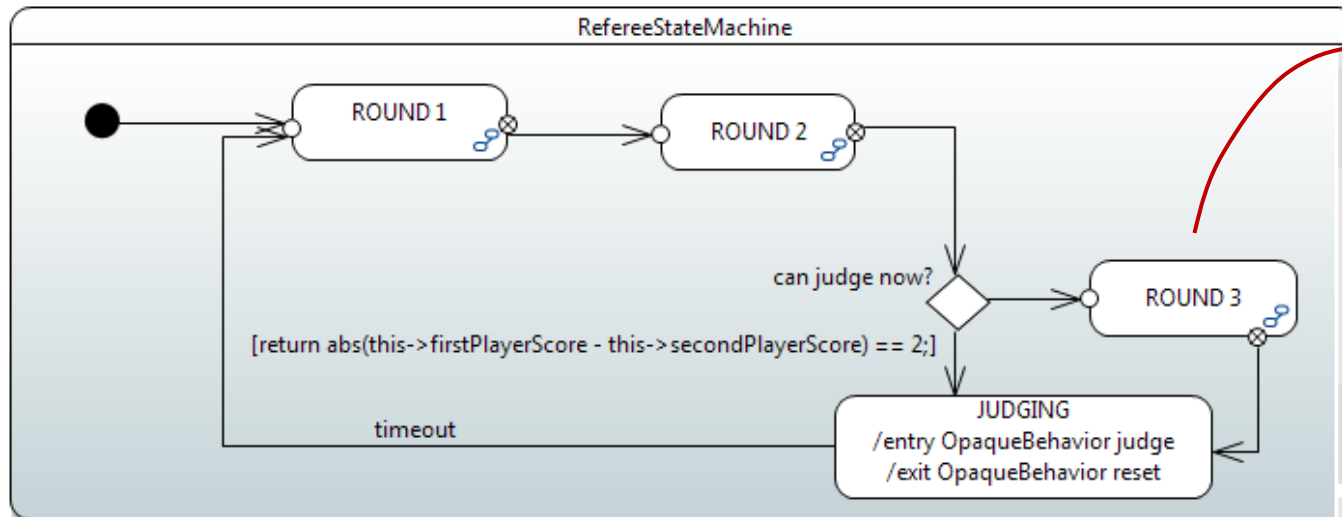 RefereeStateMachine
ROUND 1
ROUND 2
can judge now?
ROUND 3
[return abs(this->firstPlayerScore - this->secondPlayerScore) == 2;]
timeout
JUDGING
/entry OpaqueBehavior judge
/exit OpaqueBehavior reset